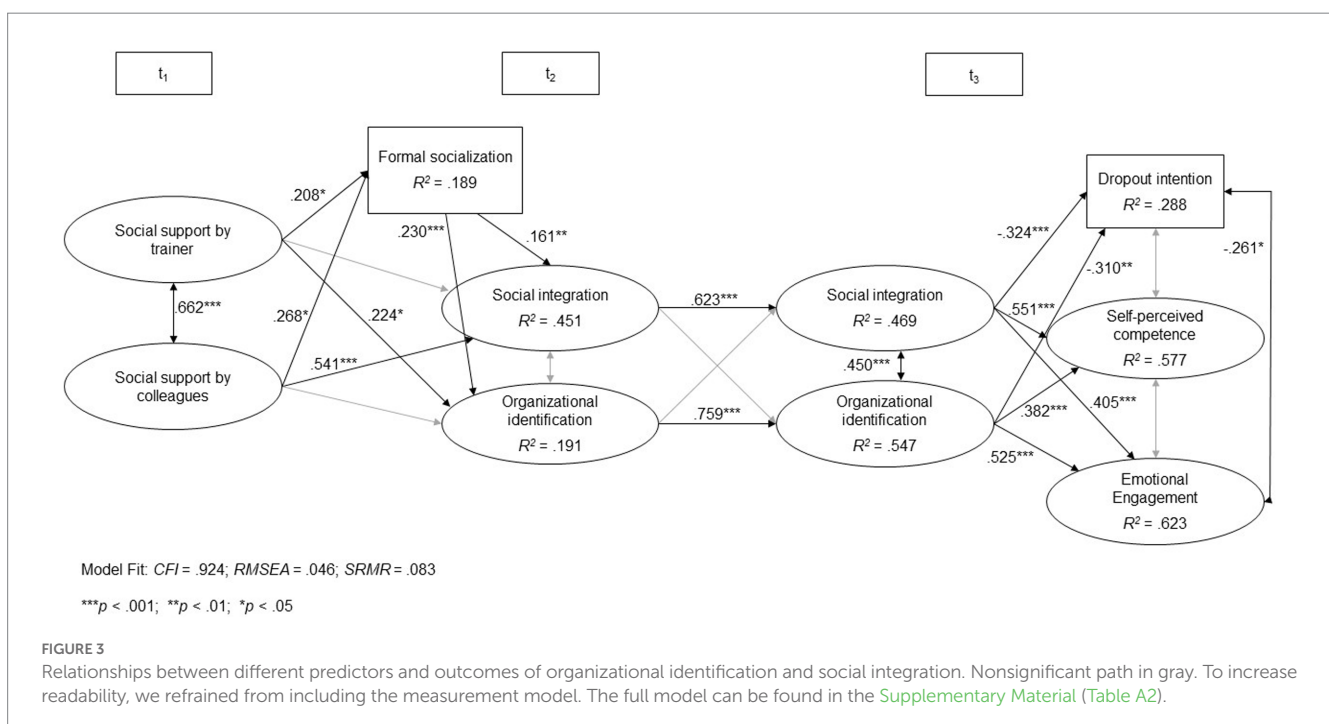 t₁
t₂
t₃
Formal socialization
R² = .189
Dropout intention
R² = .288
.208*
.230***
.161**
-.324***
-.261*
Social support by
trainer
-.310**
.662***
.268*
.224*
Social integration
R² = .451
.623***
Social integration
R² = .469
.551***
Self-perceived
competence
R² = .577
.541***
.450***
Social support by
colleagues
Organizational
identification
R² = .191
.759***
Organizational
identification
R² = .547
.382***
.405***
.525***
Emotional
Engagement
R² = .623
Model Fit: CFI = .924; RMSEA = .046; SRMR = .083
***p < .001; **p < .01; *p < .05
FIGURE 3
Relationships between different predictors and outcomes of organizational identification and social integration. Nonsignificant path in gray. To increase
readability, we refrained from including the measurement model. The full model can be found in the Supplementary Material (Table A2).